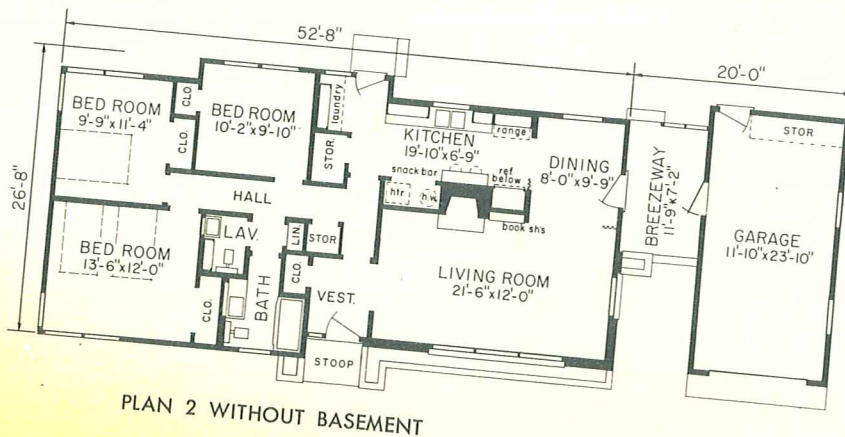 52'-8"
20'-0"
26'-8"
BED ROOM
9'-9"x11'-4"
CLO.
CLO.
BED ROOM
10'-2"x9'-10"
laundry
STOR.
KITCHEN
19'-10"x6'-9"
range
snack bar
ref
below
htr
h.w.
DINING
8'-0"x9'-9"
BREEZEWAY
11'-9"x7'-2"
STOR
GARAGE
11'-10"x23'-10"
HALL
BED ROOM
13'-6"x12'-0"
LAV.
LIN.
STOR
CLO.
CLO.
BATH
VEST.
book sh's
LIVING ROOM
21'-6"x12'-0"
STOOP
PLAN 2 WITHOUT BASEMENT